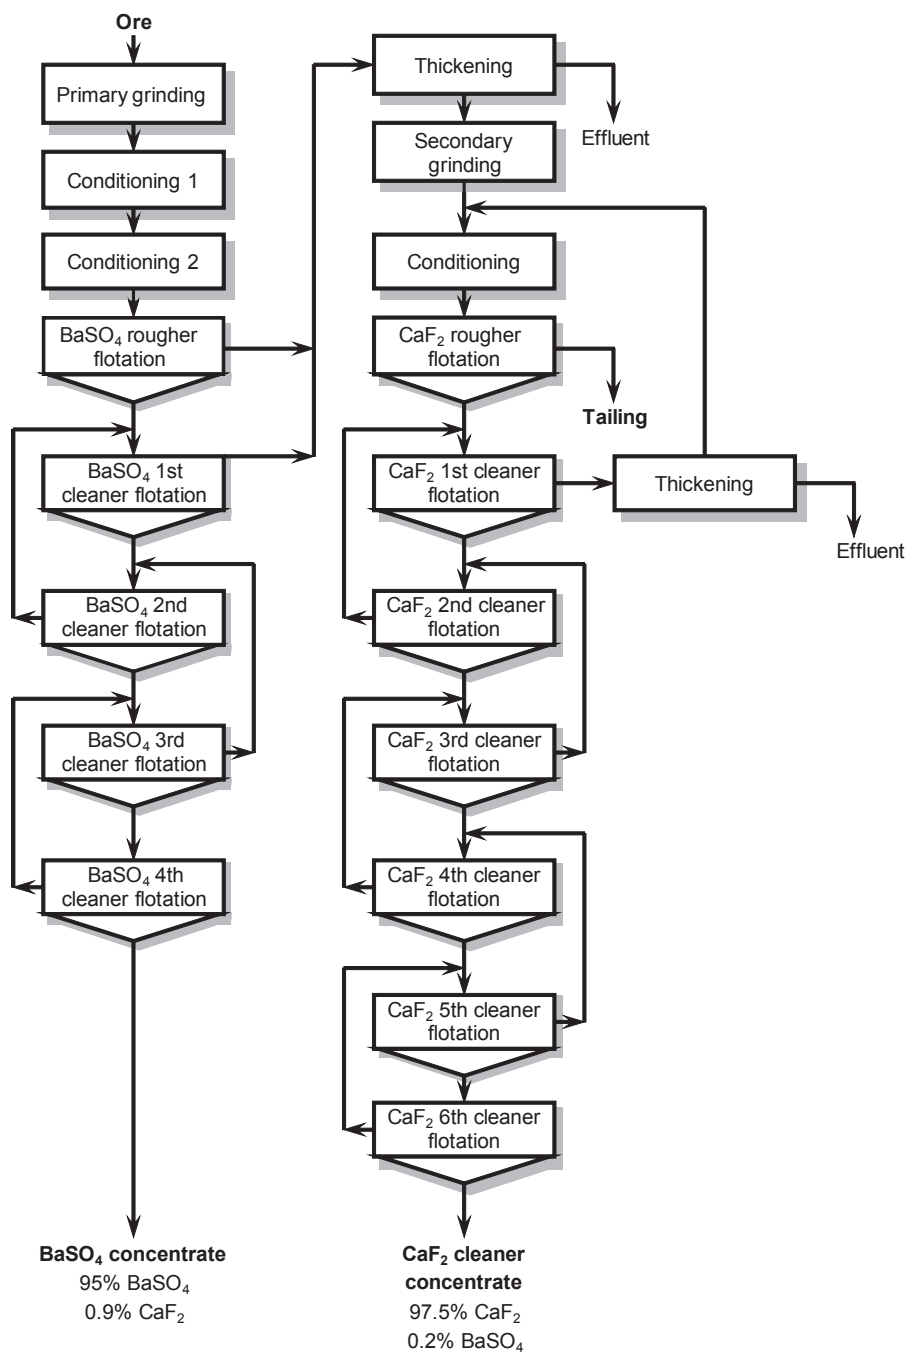 Ore
Primary grinding
Conditioning 1
Conditioning 2
BaSO₄ rougher
flotation
BaSO₄ 1st
cleaner flotation
BaSO₄ 2nd
cleaner flotation
BaSO₄ 3rd
cleaner flotation
BaSO₄ 4th
cleaner flotation
BaSO₄ concentrate
95% BaSO₄
0.9% CaF₂
Thickening
Effluent
Secondary
grinding
Conditioning
CaF₂ rougher
flotation
Tailing
CaF₂ 1st cleaner
flotation
Thickening
Effluent
CaF₂ 2nd cleaner
flotation
CaF₂ 3rd cleaner
flotation
CaF₂ 4th cleaner
flotation
CaF₂ 5th cleaner
flotation
CaF₂ 6th cleaner
flotation
CaF₂ cleaner
concentrate
97.5% CaF₂
0.2% BaSO₄